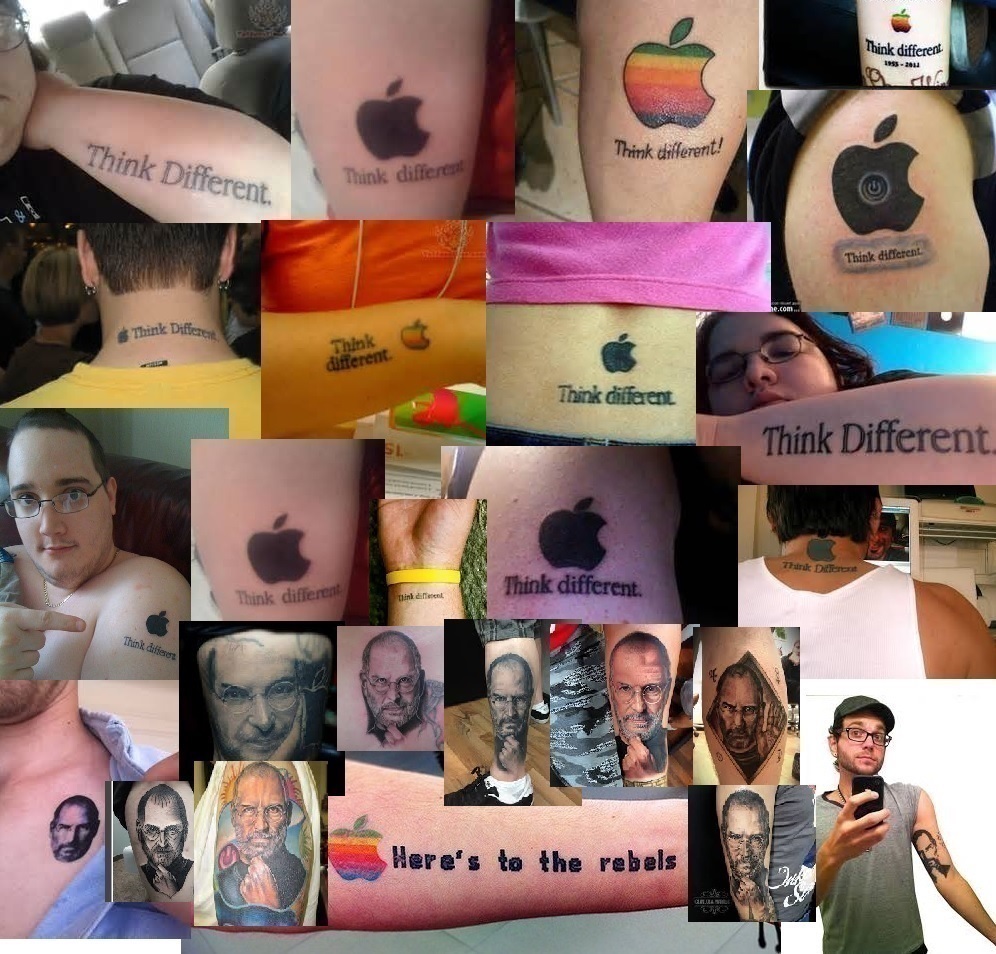 Think Different.
Think different
Think different!
Think different.
1955 - 2011
Think different.
Think Different.
Think
different.
Think different.
Think Different.
Think different
Think different.
Think different
Think different.
Think Different
Here's to the rebels